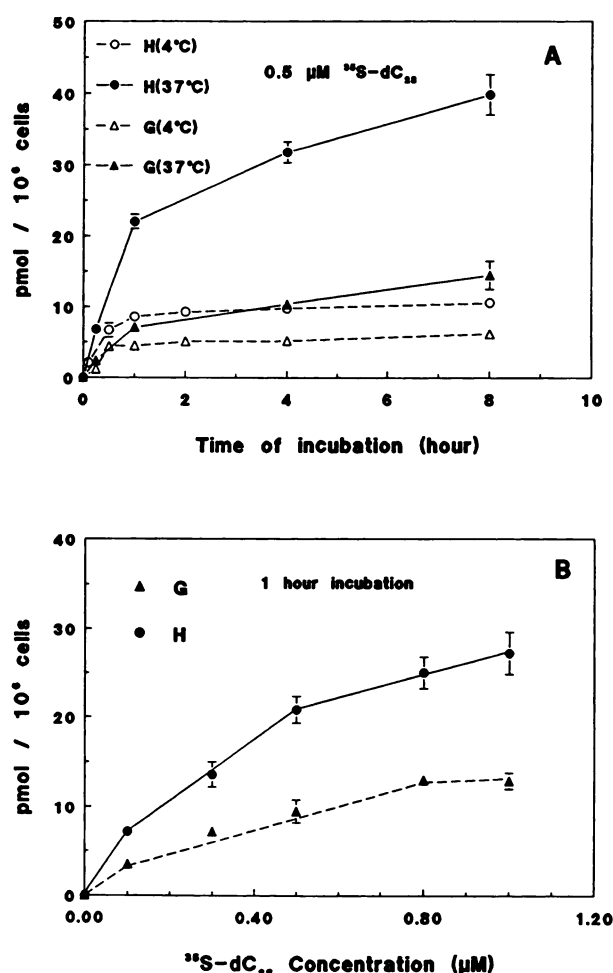 50
40
30
20
10
0
pmol / 10⁶ cells
H(4°C)
H(37°C)
G(4°C)
G(37°C)
0.5 μM ³⁵S-dC₂₈
A
0 2 4 6 8 10
Time of incubation (hour)
40
30
20
10
0
pmol / 10⁶ cells
G
H
1 hour incubation
B
0.00 0.40 0.80 1.20
³⁵S-dC₂₈ Concentration (μM)